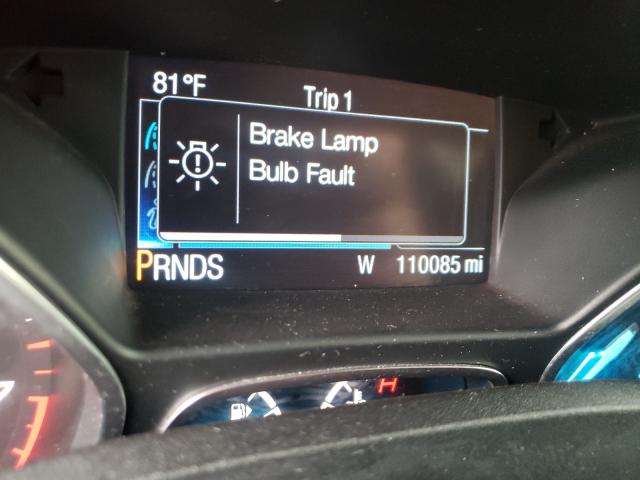 81°F
Trip 1
Brake Lamp
Bulb Fault
PRNDS W 110085 mi
H